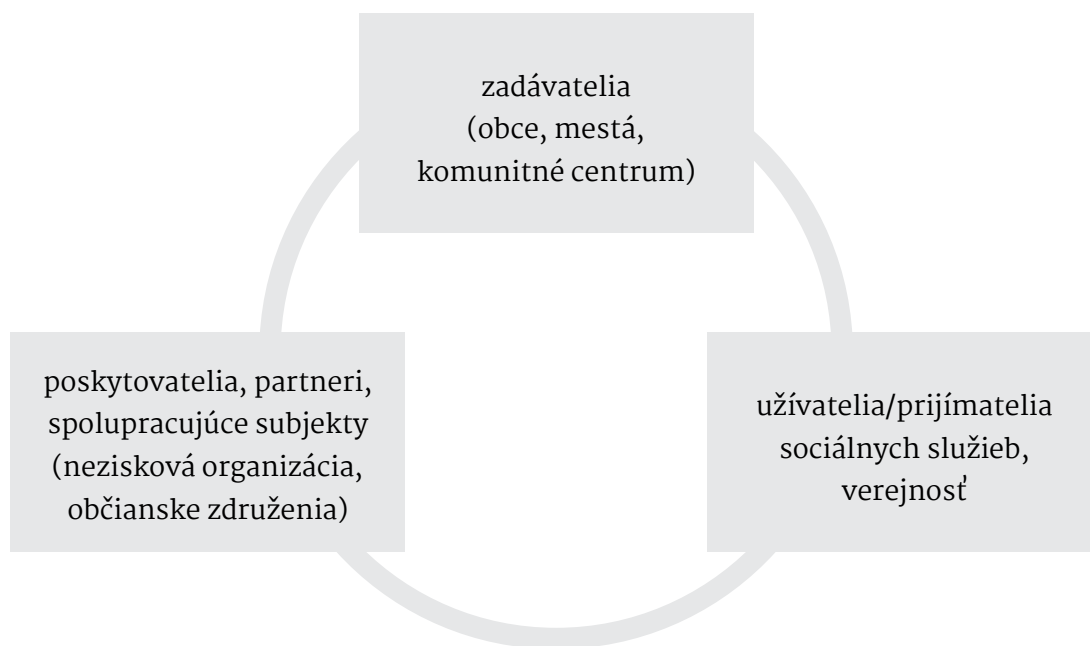 zadávatelia
(obce, mestá,
komunitné centrum)
poskytovatelia, partneri,
spolupracujúce subjekty
(nezisková organizácia,
občianske združenia)
užívatelia/prijímatelia
sociálnych služieb,
verejnosť